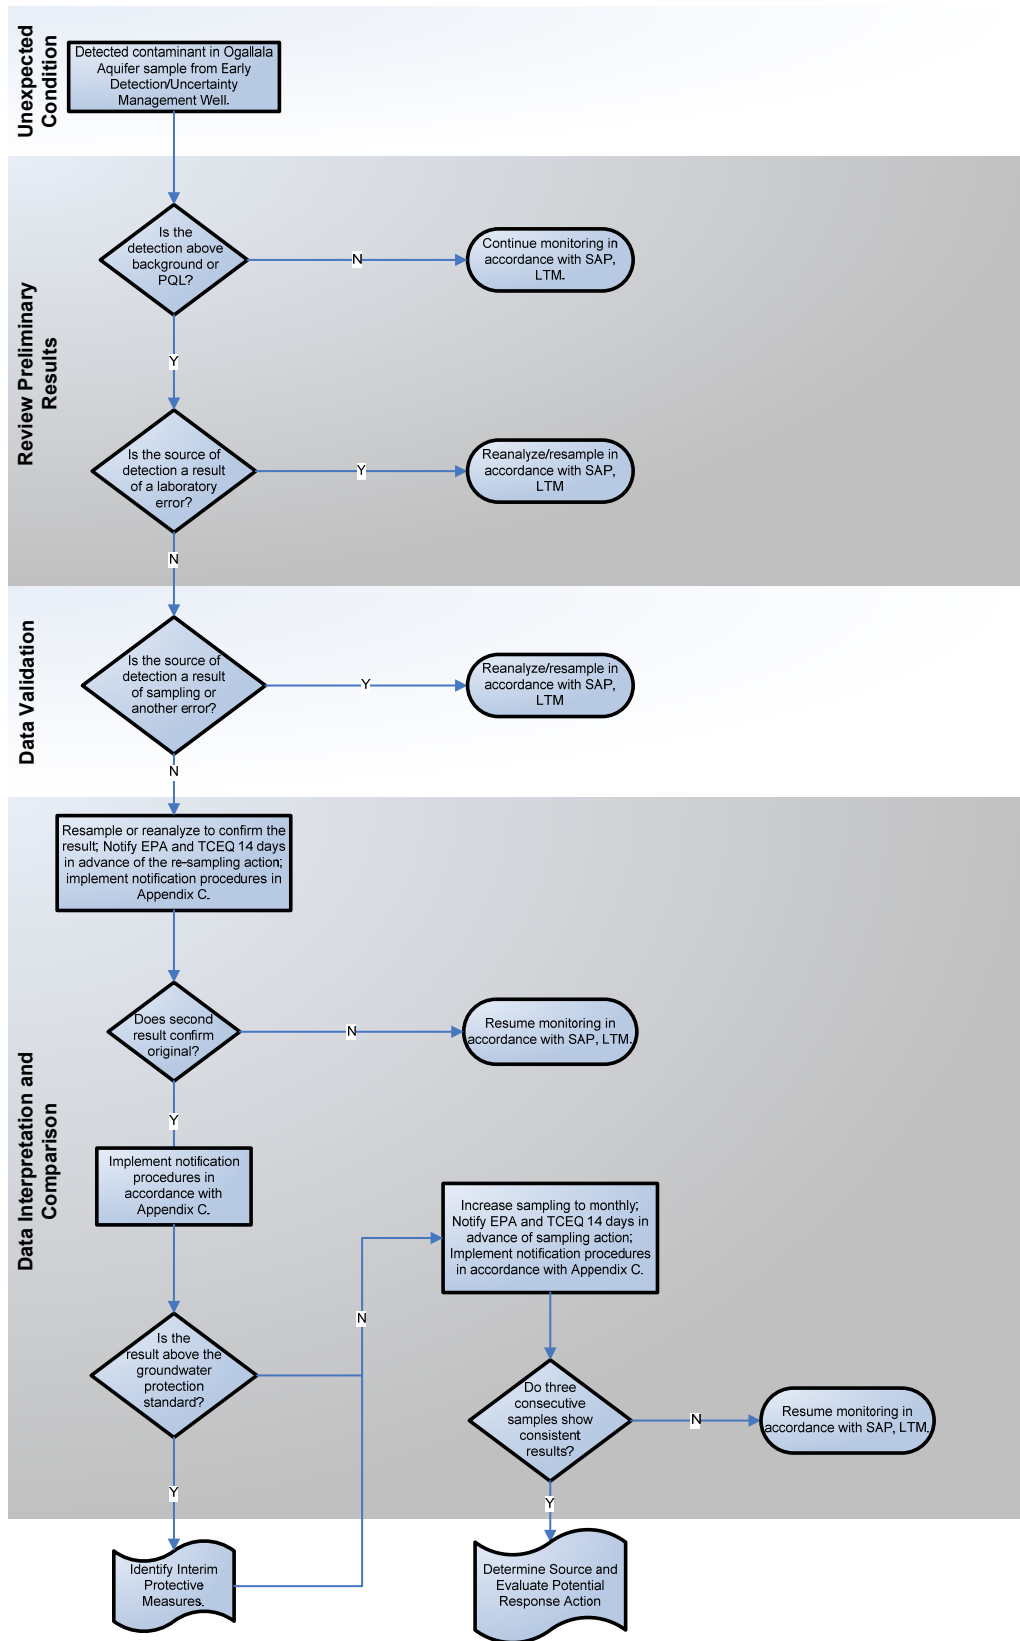 Unexpected
Condition
Detected contaminant in Ogallala
Aquifer sample from Early
Detection/Uncertainty
Management Well.
Review Preliminary
Results
Is the
detection above
background or
PQL?
N
Continue monitoring in
accordance with SAP,
LTM.
Y
Is the source of
detection a result
of a laboratory
error?
Y
Reanalyze/resample in
accordance with SAP,
LTM
N
Data Validation
Is the source of
detection a result
of sampling or
another error?
Y
Reanalyze/resample in
accordance with SAP,
LTM
N
Data Interpretation and
Comparison
Resample or reanalyze to confirm the
result; Notify EPA and TCEQ 14 days
in advance of the re-sampling action;
implement notification procedures in
Appendix C.
Does second
result confirm
original?
N
Resume monitoring in
accordance with SAP, LTM.
Y
Implement notification
procedures in
accordance with
Appendix C.
Increase sampling to monthly;
Notify EPA and TCEQ 14 days in
advance of sampling action;
Implement notification procedures
in accordance with Appendix C.
N
Is the
result above the
groundwater
protection
standard?
Do three
consecutive
samples show
consistent
results?
N
Resume monitoring in
accordance with SAP, LTM.
Y
Y
Identify Interim
Protective
Measures.
Determine Source and
Evaluate Potential
Response Action